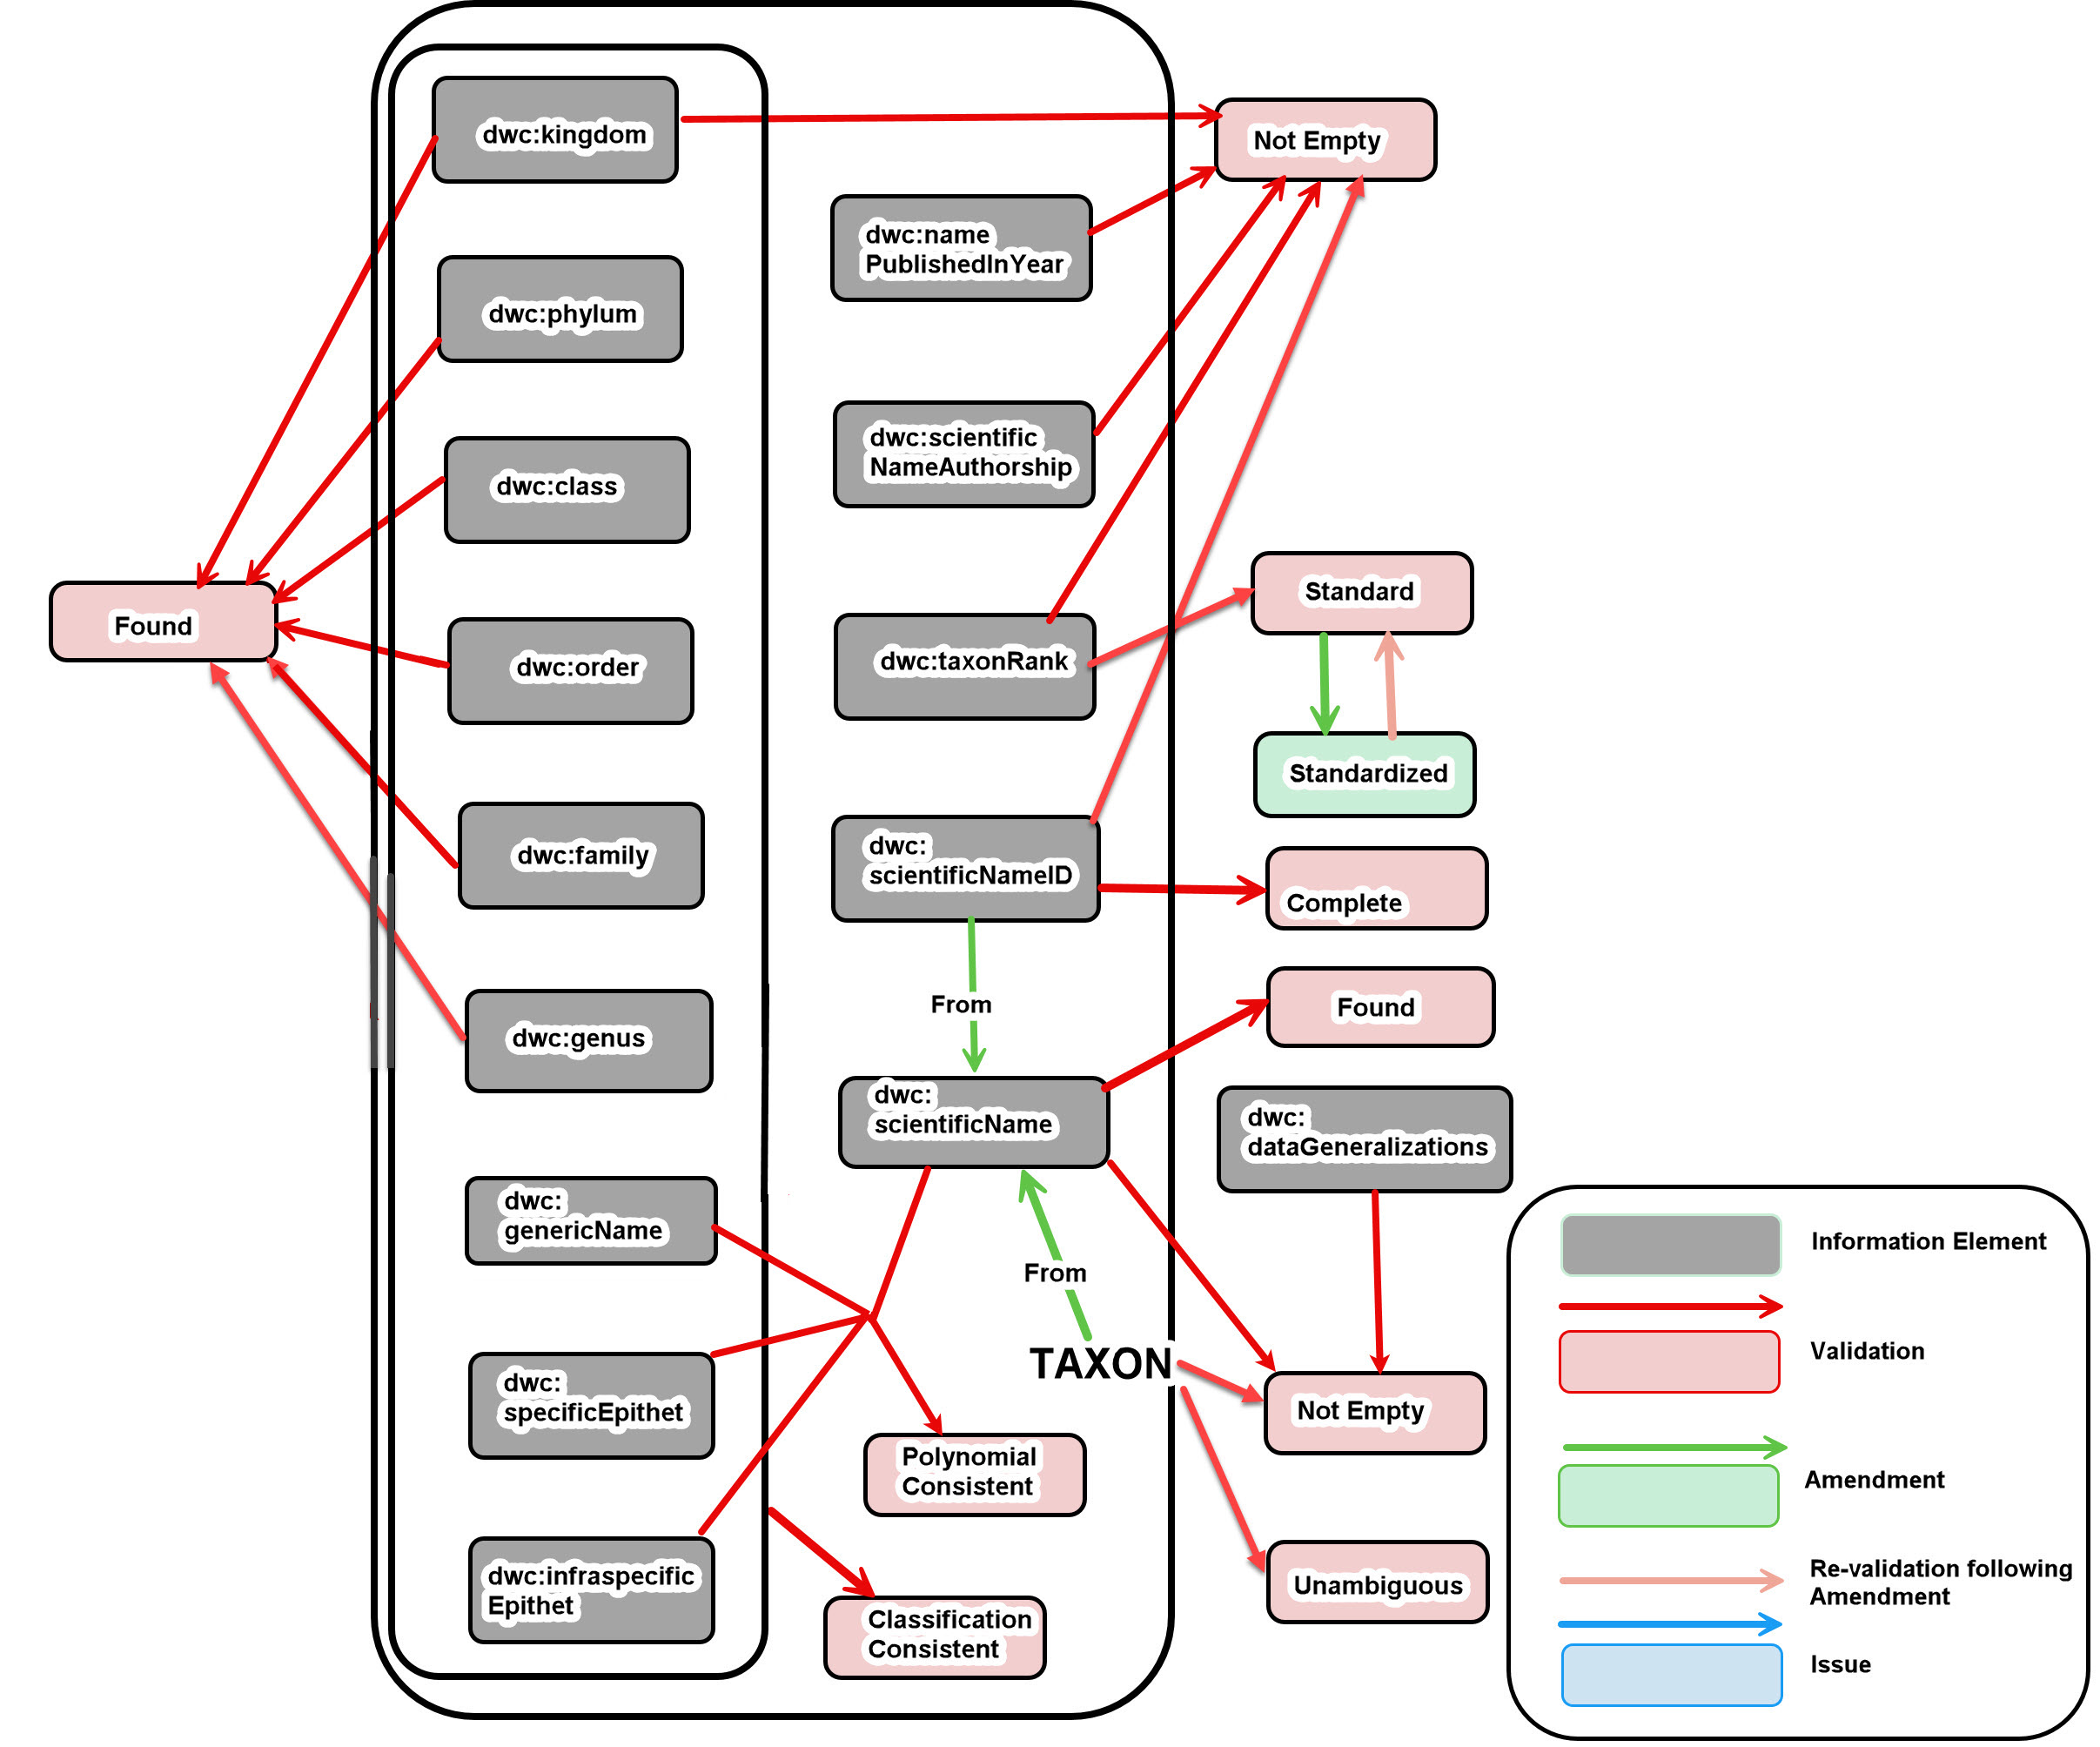 dwc:kingdom
dwc:phylum
dwc:class
dwc:order
dwc:family
dwc:genus
dwc:
genericName
dwc:
specificEpithet
dwc:infraspecific
Epithet
Found
dwc:name
PublishedInYear
dwc:scientific
NameAuthorship
dwc:taxonRank
dwc:
scientificNameID
From
dwc:
scientificName
From
TAXON
Polynomial
Consistent
Classification
Consistent
Not Empty
Standard
Standardized
Complete
Found
dwc:
dataGeneralizations
Not Empty
Unambiguous
Information Element
Validation
Amendment
Re-validation following
Amendment
Issue